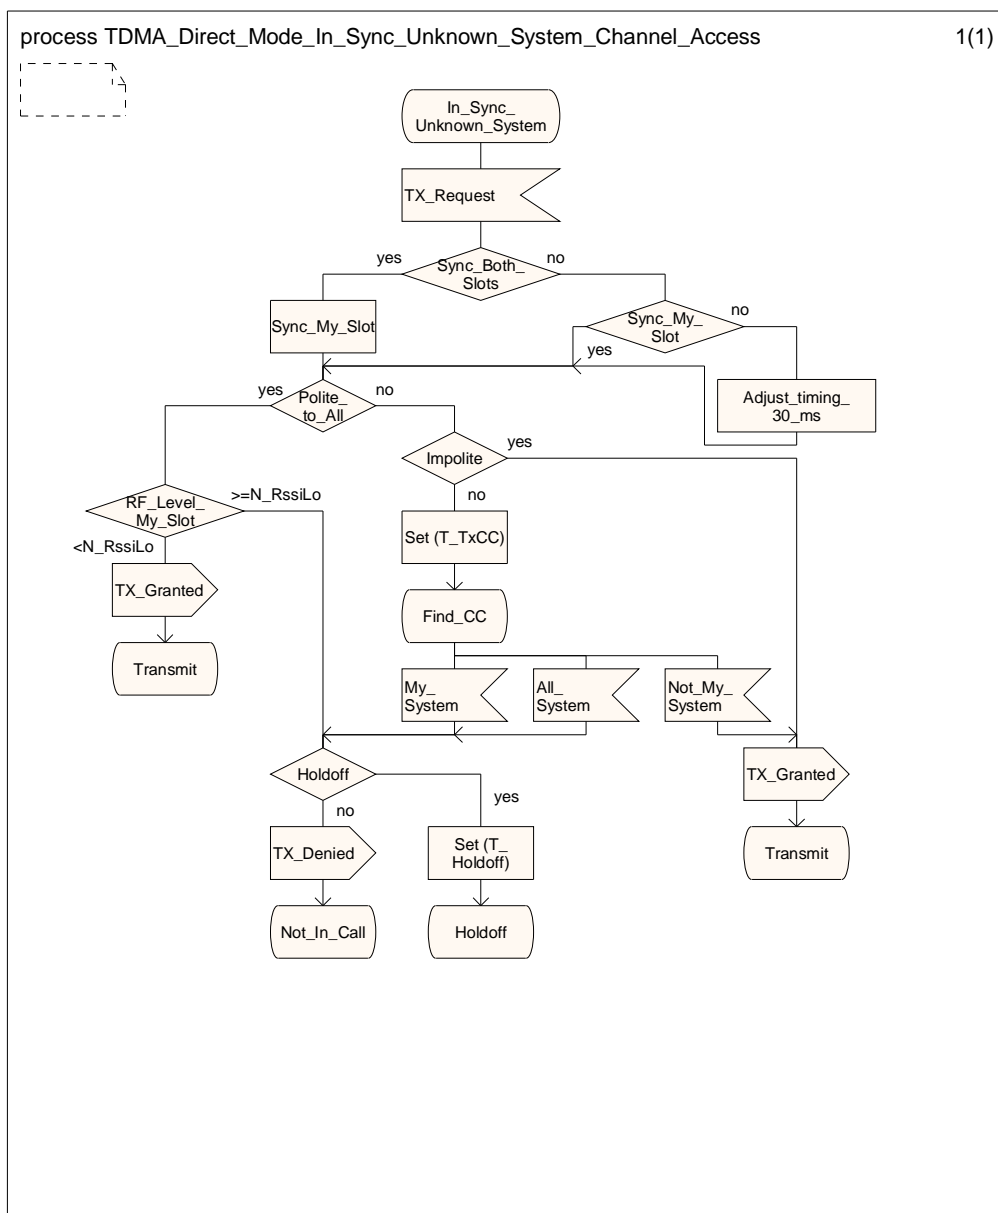 process TDMA_Direct_Mode_In_Sync_Unknown_System_Channel_Access 1(1)
In_Sync_
Unknown_System
TX_Request
yes
Sync_Both_
Slots
no
Sync_My_Slot
Sync_My_
Slot
no
yes
yes
Polite_
to_All
no
Adjust_timing_
30_ms
Impolite
yes
no
RF_Level_
My_Slot
>=N_RssiLo
<N_RssiLo
Set (T_TxCC)
TX_Granted
Find_CC
Transmit
My_
System
All_
System
Not_My_
System
Holdoff
TX_Granted
yes
no
TX_Denied
Set (T_
Holdoff)
Transmit
Not_In_Call
Holdoff